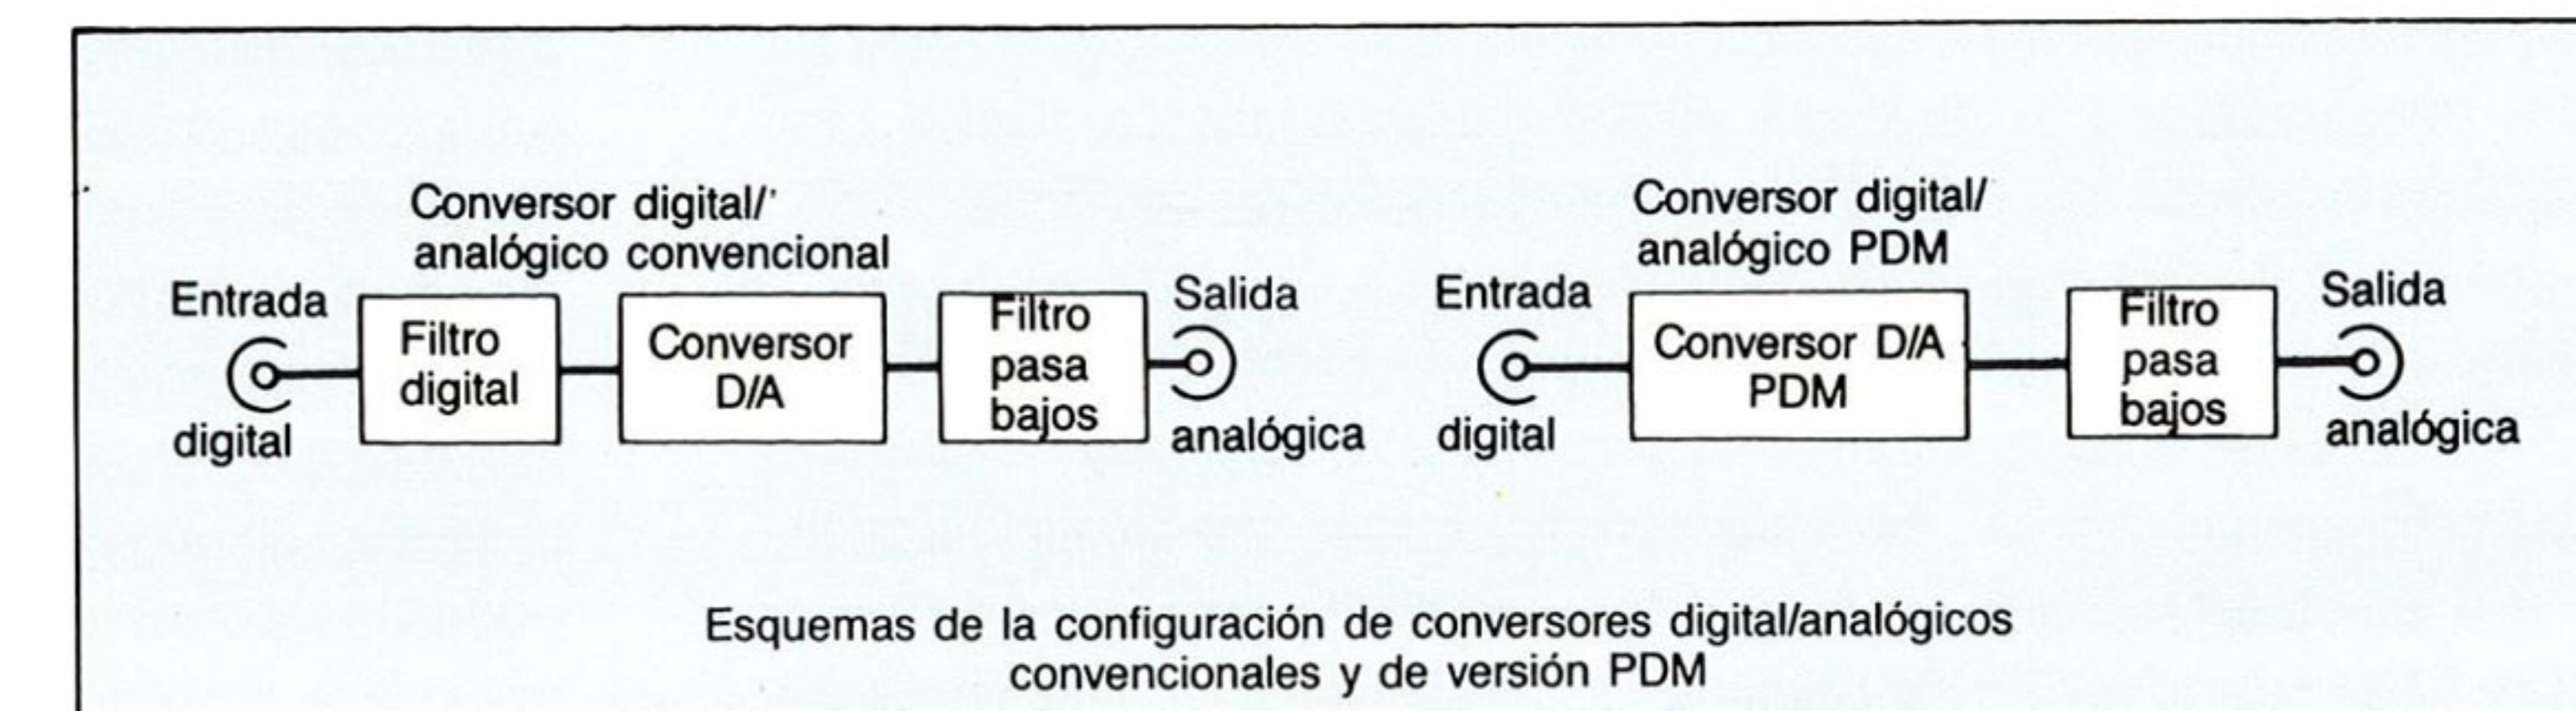 Conversor digital/
analógico convencional
Entrada
digital
Filtro
digital
Conversor
D/A
Filtro
pasa
bajos
Salida
analógica
Conversor digital/
analógico PDM
Entrada
digital
Conversor D/A
PDM
Filtro
pasa
bajos
Salida
analógica
Esquemas de la configuración de conversores digital/analógicos
convencionales y de versión PDM